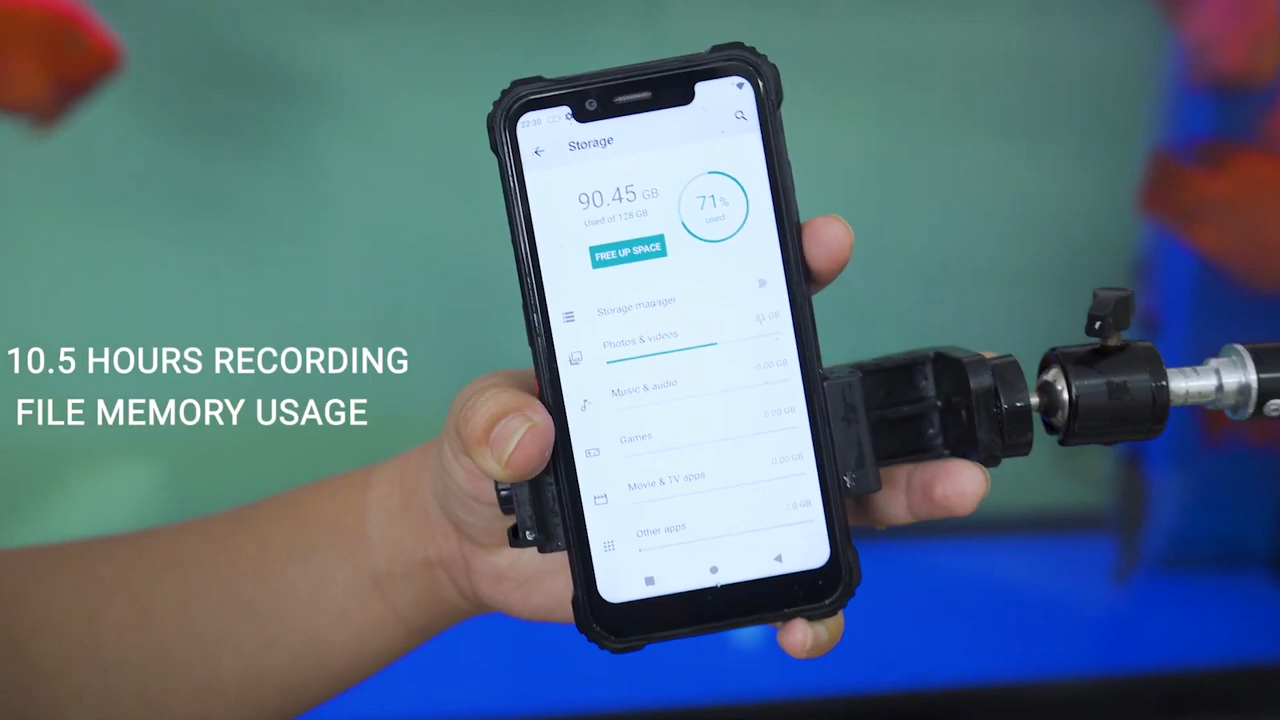 22:30
Storage
90.45 GB
Used of 128 GB
71%
used
FREE UP SPACE
Storage manager
Photos & videos
81 GB
Music & audio
0.00 GB
Games
0.00 GB
Movie & TV apps
0.00 GB
Other apps
10.5 HOURS RECORDING
FILE MEMORY USAGE